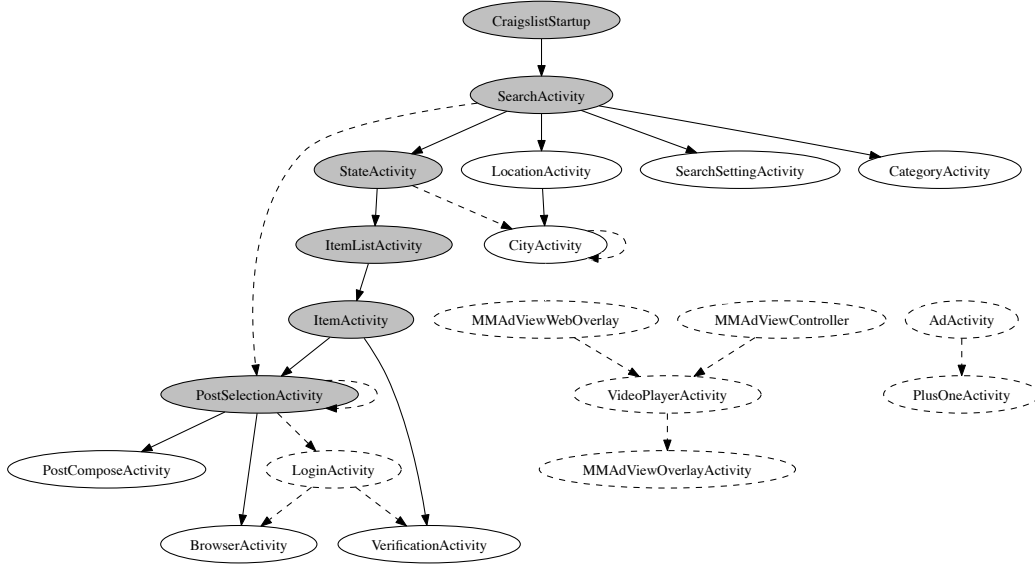 CraigslistStartup
SearchActivity
StateActivity
LocationActivity
SearchSettingActivity
CategoryActivity
ItemListActivity
CityActivity
ItemActivity
MMAdViewWebOverlay
MMAdViewController
AdActivity
PostSelectionActivity
VideoPlayerActivity
PlusOneActivity
PostComposeActivity
LoginActivity
MMAdViewOverlayActivity
BrowserActivity
VerificationActivity